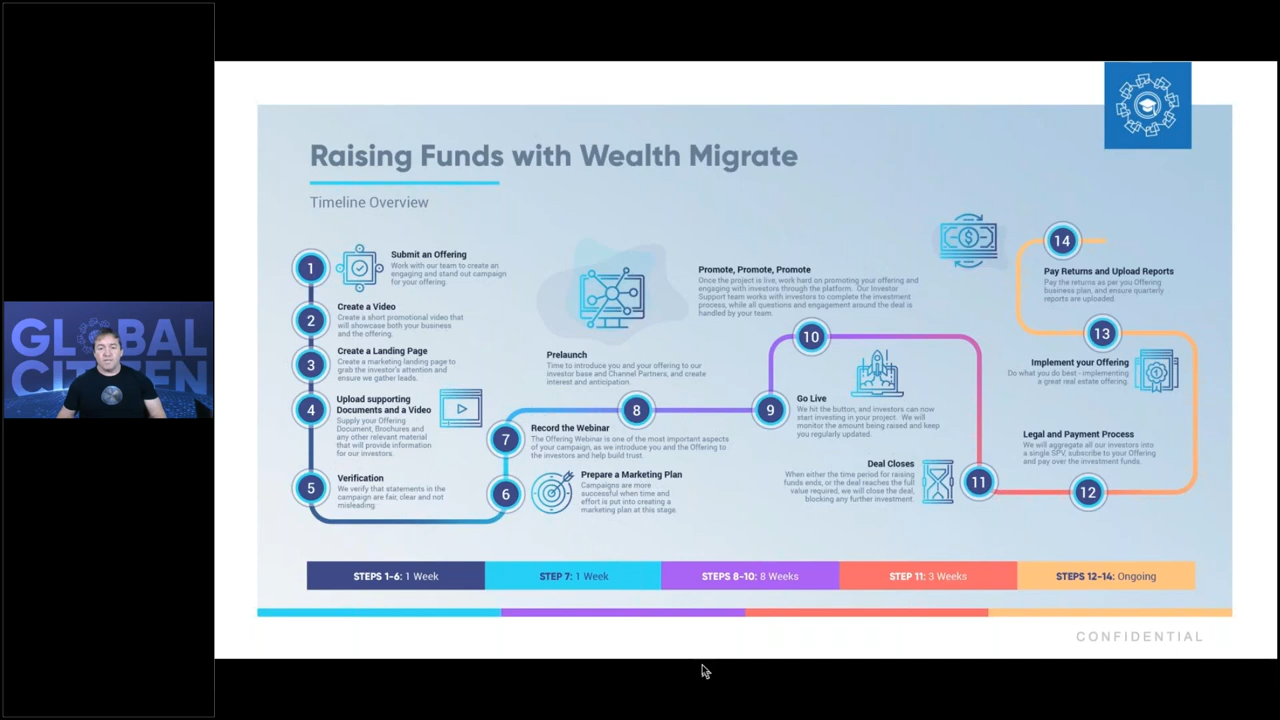 GLOBAL
CITIZEN
Raising Funds with Wealth Migrate
Timeline Overview
1
Submit an Offering
Work with our team to create an
engaging and stand out campaign
for your offering.
2
Create a Video
Create a short promotional video that
will showcase both your business
and the offering.
3
Create a Landing Page
Create a marketing landing page to
grab the investor's attention and
ensure we gather leads.
4
Upload supporting
Documents and a Video
Supply your Offering
Document, Brochures and
any other relevant material
that will provide information
for our investors.
5
Verification
We verify that statements in the
campaign are fair, clear and not
misleading.
6
Prepare a Marketing Plan
Campaigns are more
successful when time and
effort is put into creating a
marketing plan at this stage.
7
Record the Webinar
The Offering Webinar is one of the most important aspects
of your campaign, as we introduce you and the Offering to
the investors and help build trust.
8
Prelaunch
Time to introduce you and your offering to our
investor base and Channel Partners, and create
interest and anticipation.
9
Go Live
We hit the button, and investors can now
start investing in your project. We will
monitor the amount being raised and keep
you regularly updated.
10
Promote, Promote, Promote
Once the project is live, work hard on promoting your offering and
engaging with investors through the platform. Our Investor
Support team works with investors to complete the investment
process, while all questions and engagement around the deal is
handled by your team.
11
Deal Closes
When either the time period for raising
funds ends, or the deal reaches the full
value required, we will close the deal,
blocking any further investment.
12
Legal and Payment Process
We will aggregate all our investors into
a single SPV, subscribe to your Offering
and pay over the investment funds.
13
Implement your Offering
Do what you do best - implementing
a great real estate offering.
14
Pay Returns and Upload Reports
Pay the returns as per you Offering
business plan, and ensure quarterly
reports are uploaded.
STEPS 1-6: 1 Week
STEP 7: 1 Week
STEPS 8-10: 8 Weeks
STEP 11: 3 Weeks
STEPS 12-14: Ongoing
CONFIDENTIAL